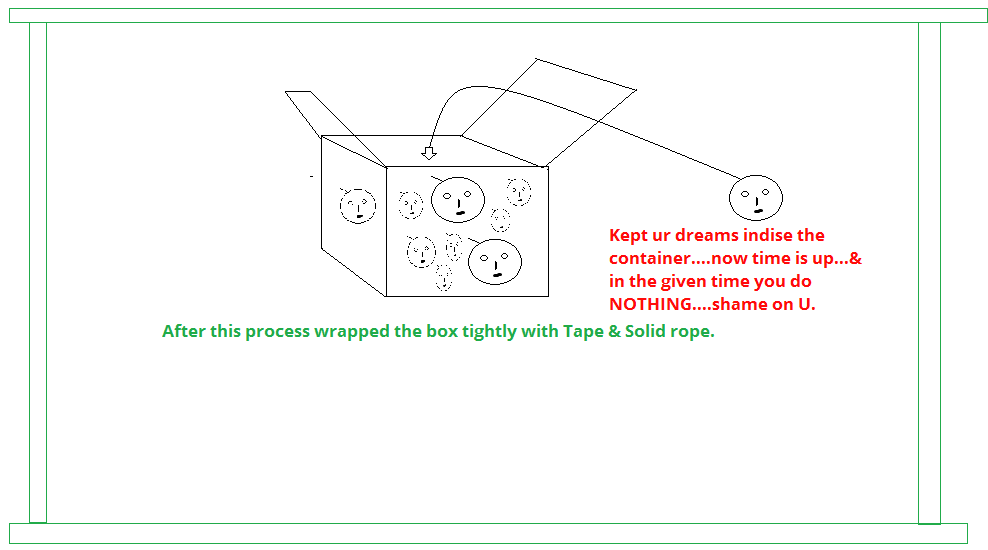 Kept ur dreams indise the
container....now time is up...&
in the given time you do
NOTHING....shame on U.
After this process wrapped the box tightly with Tape & Solid rope.